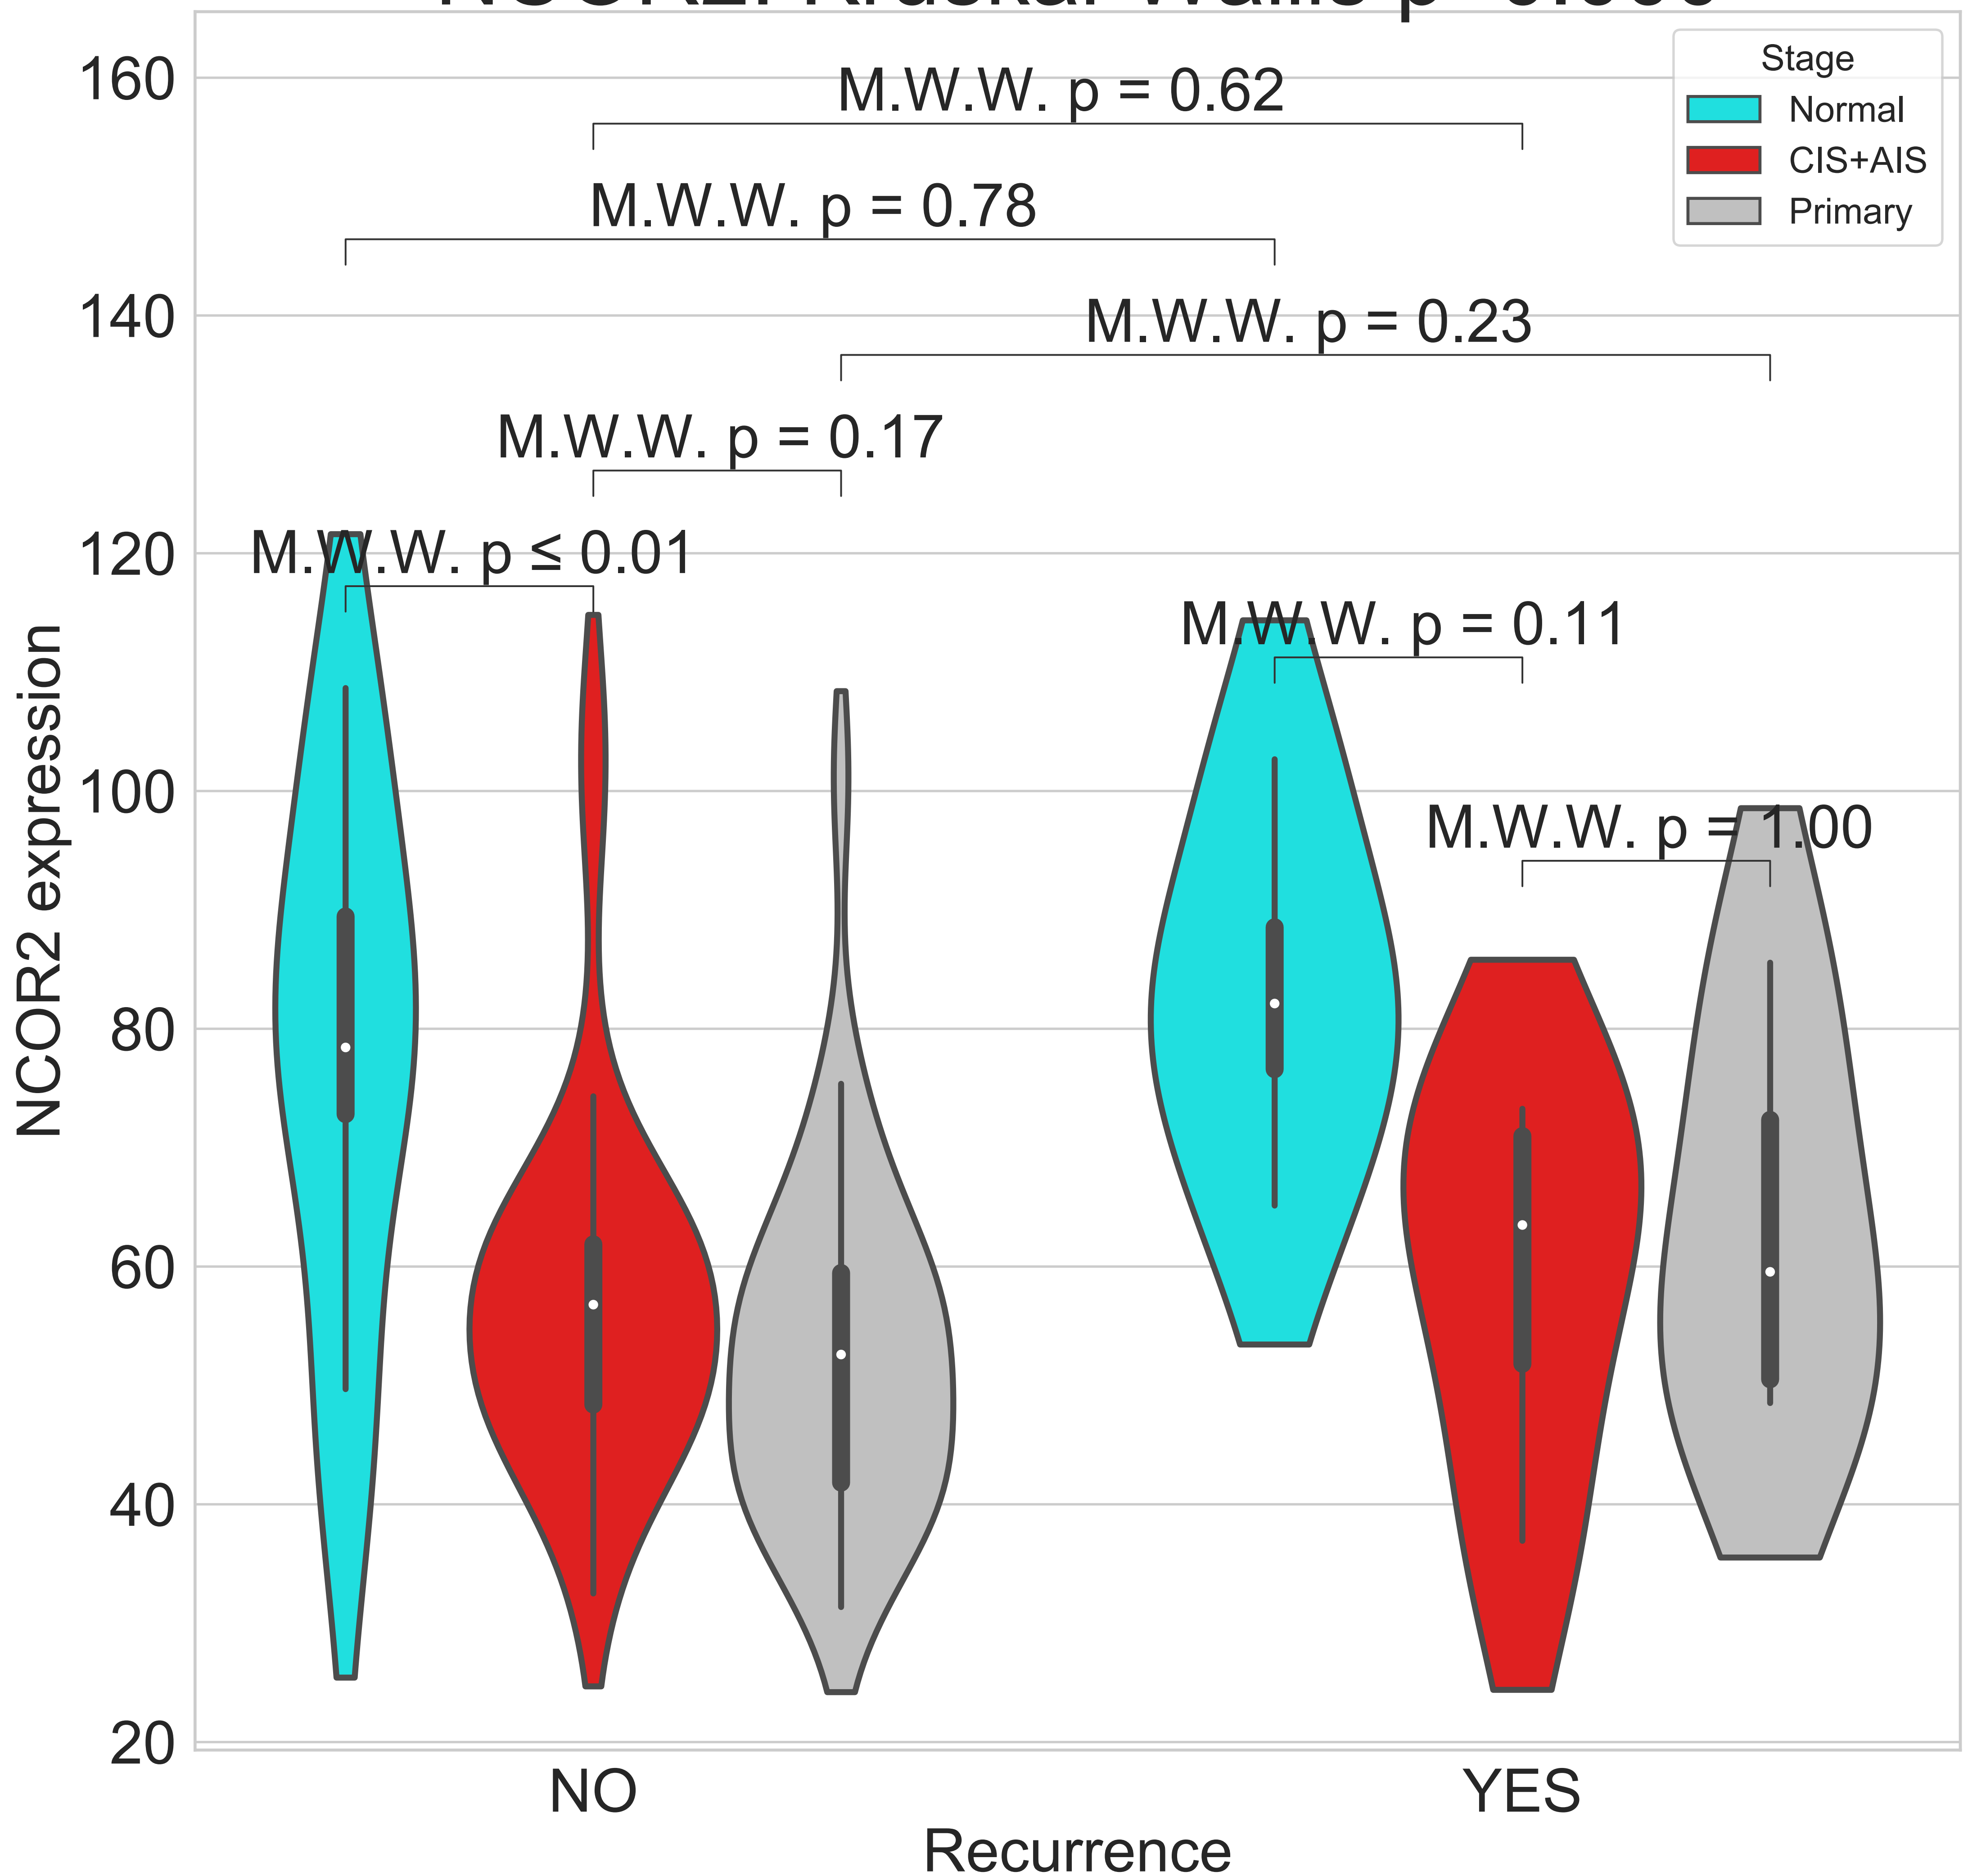 160
140
120
100
80
60
40
20
NCOR2 expression
M.W.W. p = 0.62
M.W.W. p = 0.78
M.W.W. p = 0.23
M.W.W. p = 0.17
M.W.W. p ≤ 0.01
M.W.W. p = 0.11
M.W.W. p = 1.00
Stage
Normal
CIS+AIS
Primary
NO
YES
Recurrence